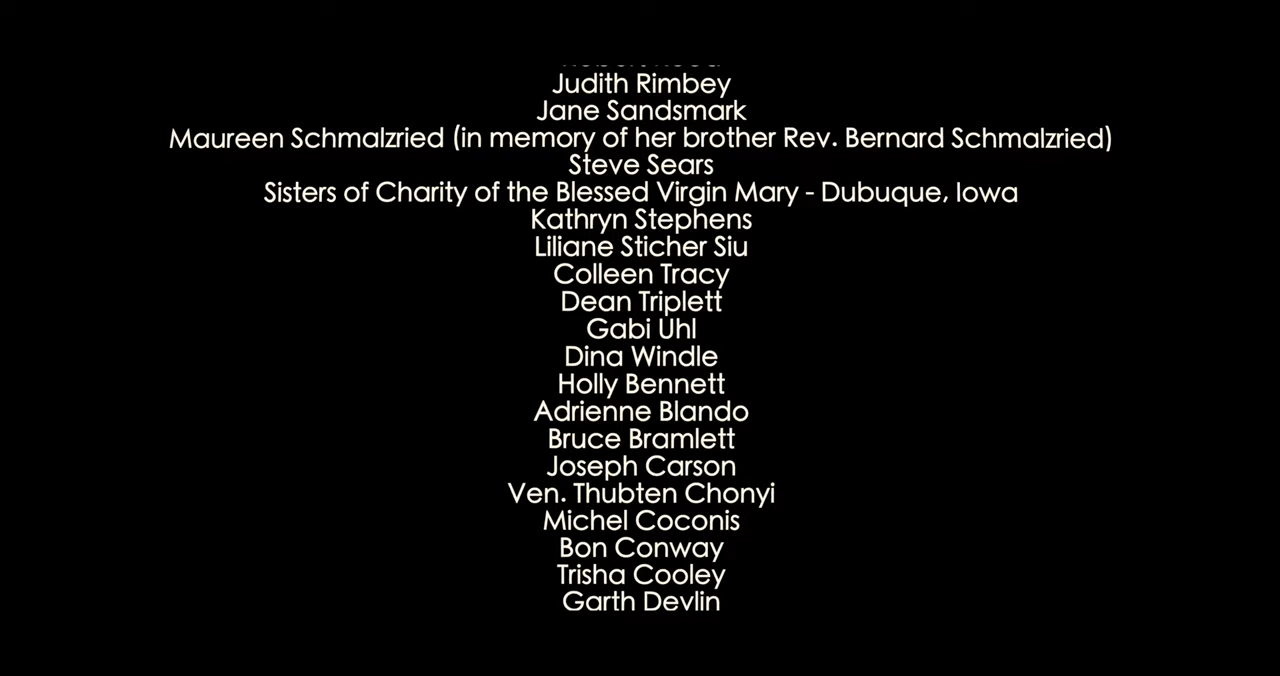 Judith Rimbey
Jane Sandsmark
Maureen Schmalzried (in memory of her brother Rev. Bernard Schmalzried)
Steve Sears
Sisters of Charity of the Blessed Virgin Mary - Dubuque, Iowa
Kathryn Stephens
Liliane Sticher Siu
Colleen Tracy
Dean Triplett
Gabi Uhl
Dina Windle
Holly Bennett
Adrienne Blando
Bruce Bramlett
Joseph Carson
Ven. Thubten Chonyi
Michel Coconis
Bon Conway
Trisha Cooley
Garth Devlin